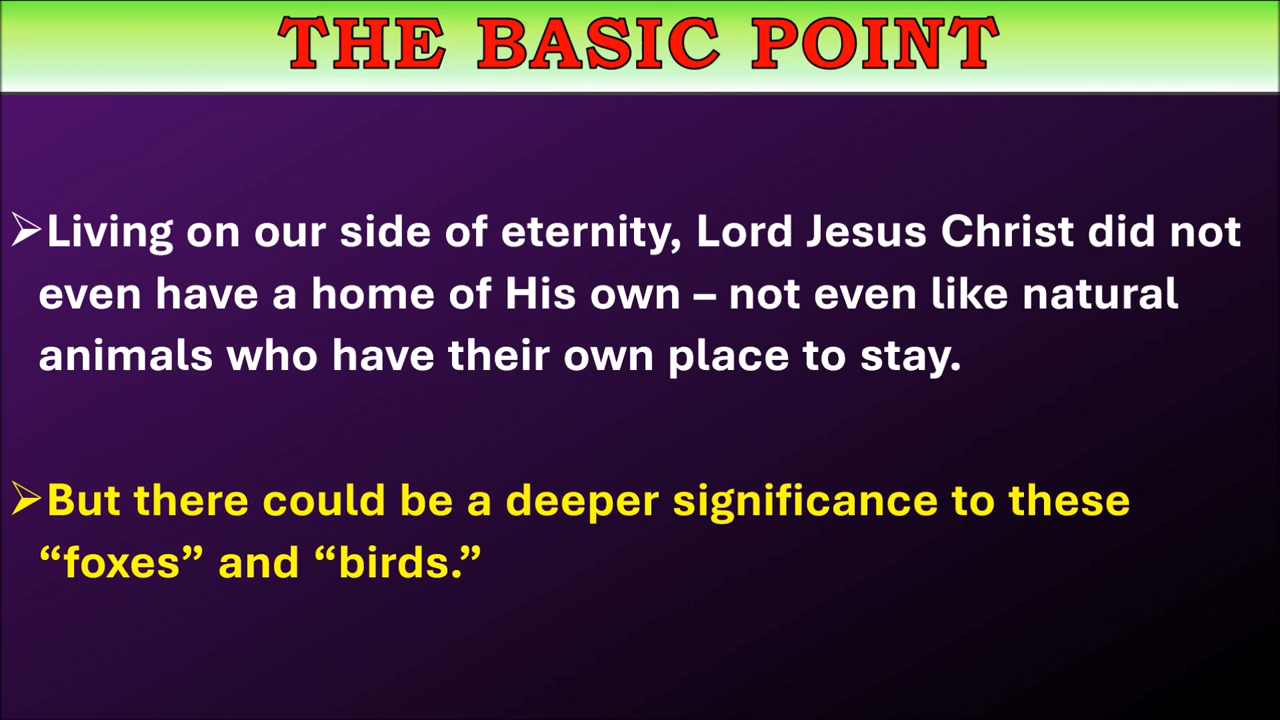 THE BASIC POINT
➢Living on our side of eternity, Lord Jesus Christ did not
even have a home of His own – not even like natural
animals who have their own place to stay.
➢But there could be a deeper significance to these
“foxes” and “birds.”